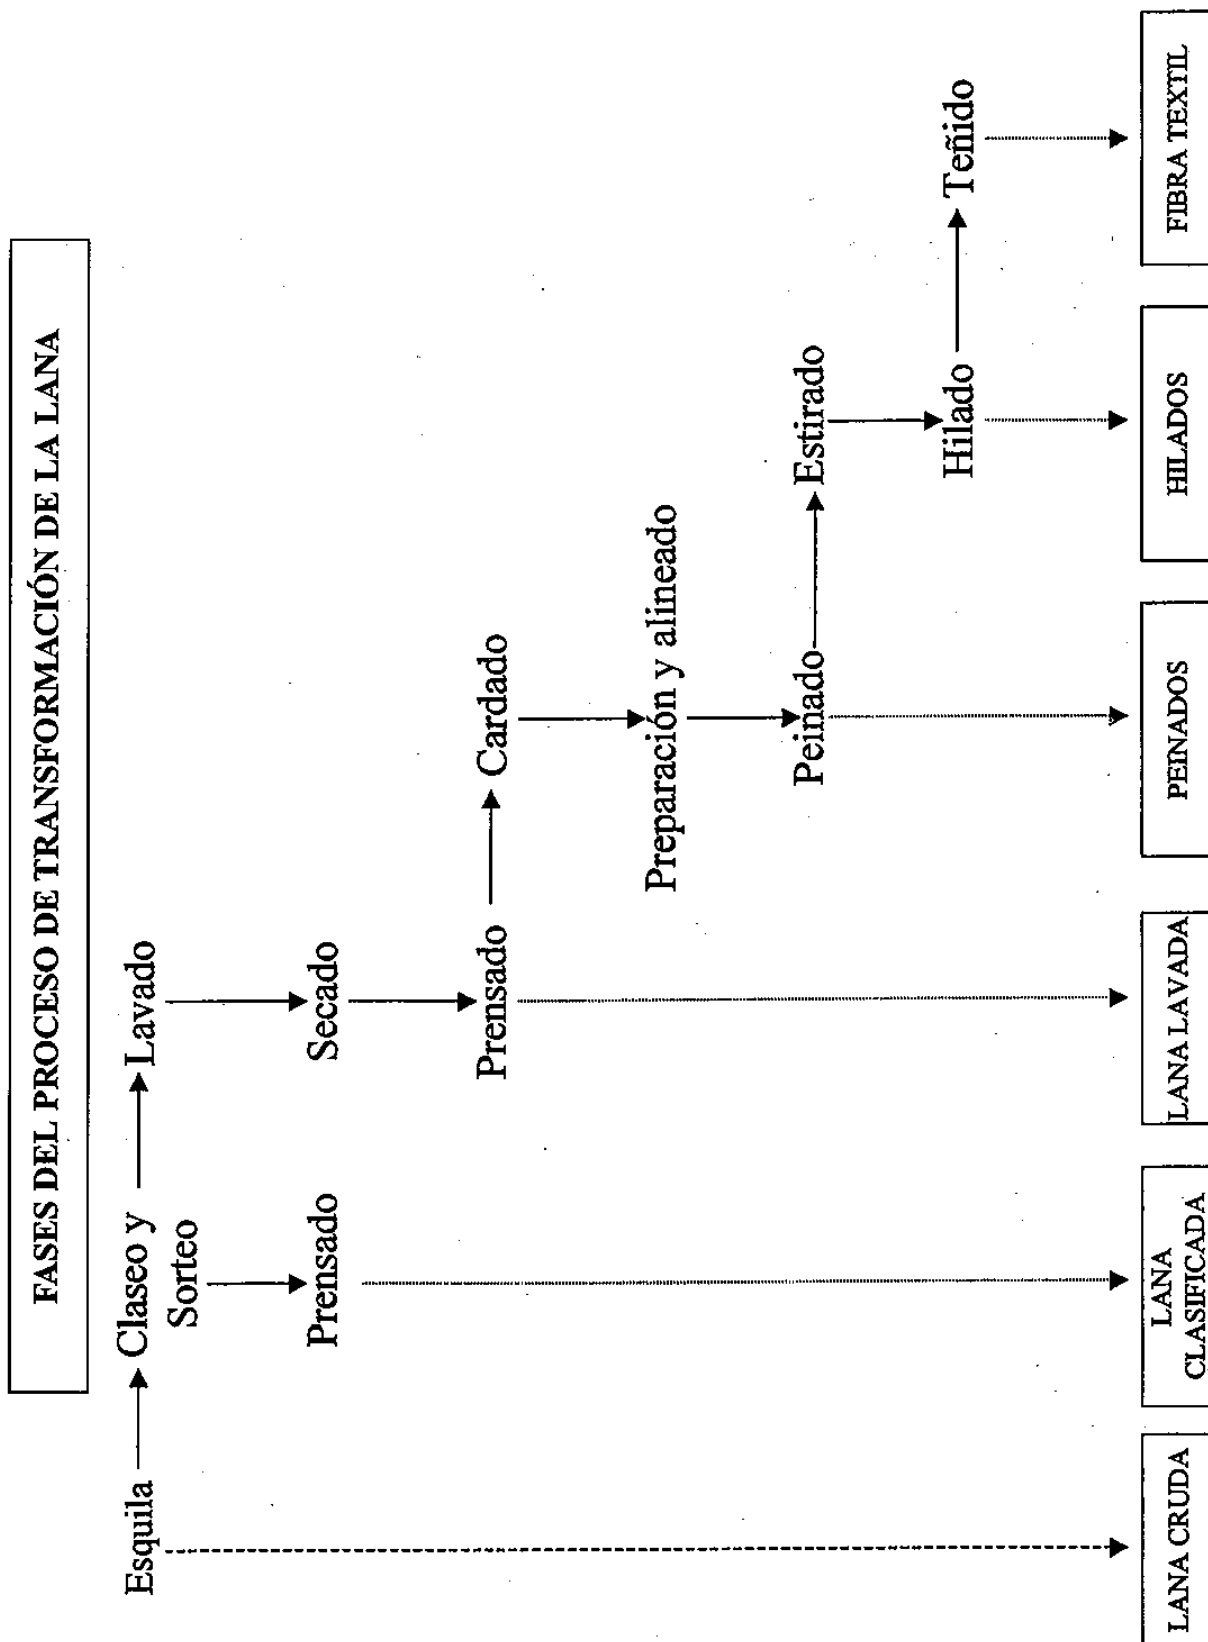 FASES DEL PROCESO DE TRANSFORMACIÓN DE LA LANA
Esquila
Claseo y
Sorteo
Lavado
Prensado
Secado
Prensado
Cardado
Preparación y alineado
Peinado
Estirado
Hilado
Teñido
LANA CRUDA
LANA
CLASIFICADA
LANA LAVADA
PEINADOS
HILADOS
FIBRA TEXTIL